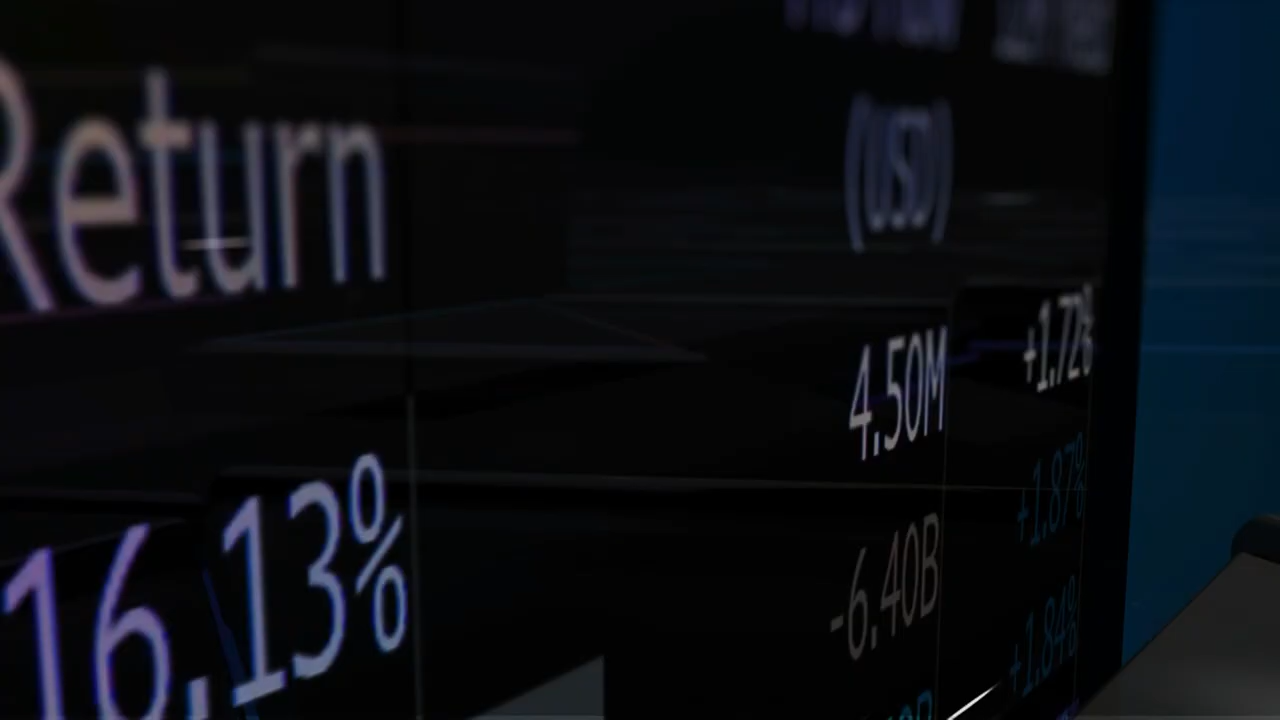 Return
(USD)
4.50M +1.72%
-6.40B +1.87%
16.13%
+1.84%